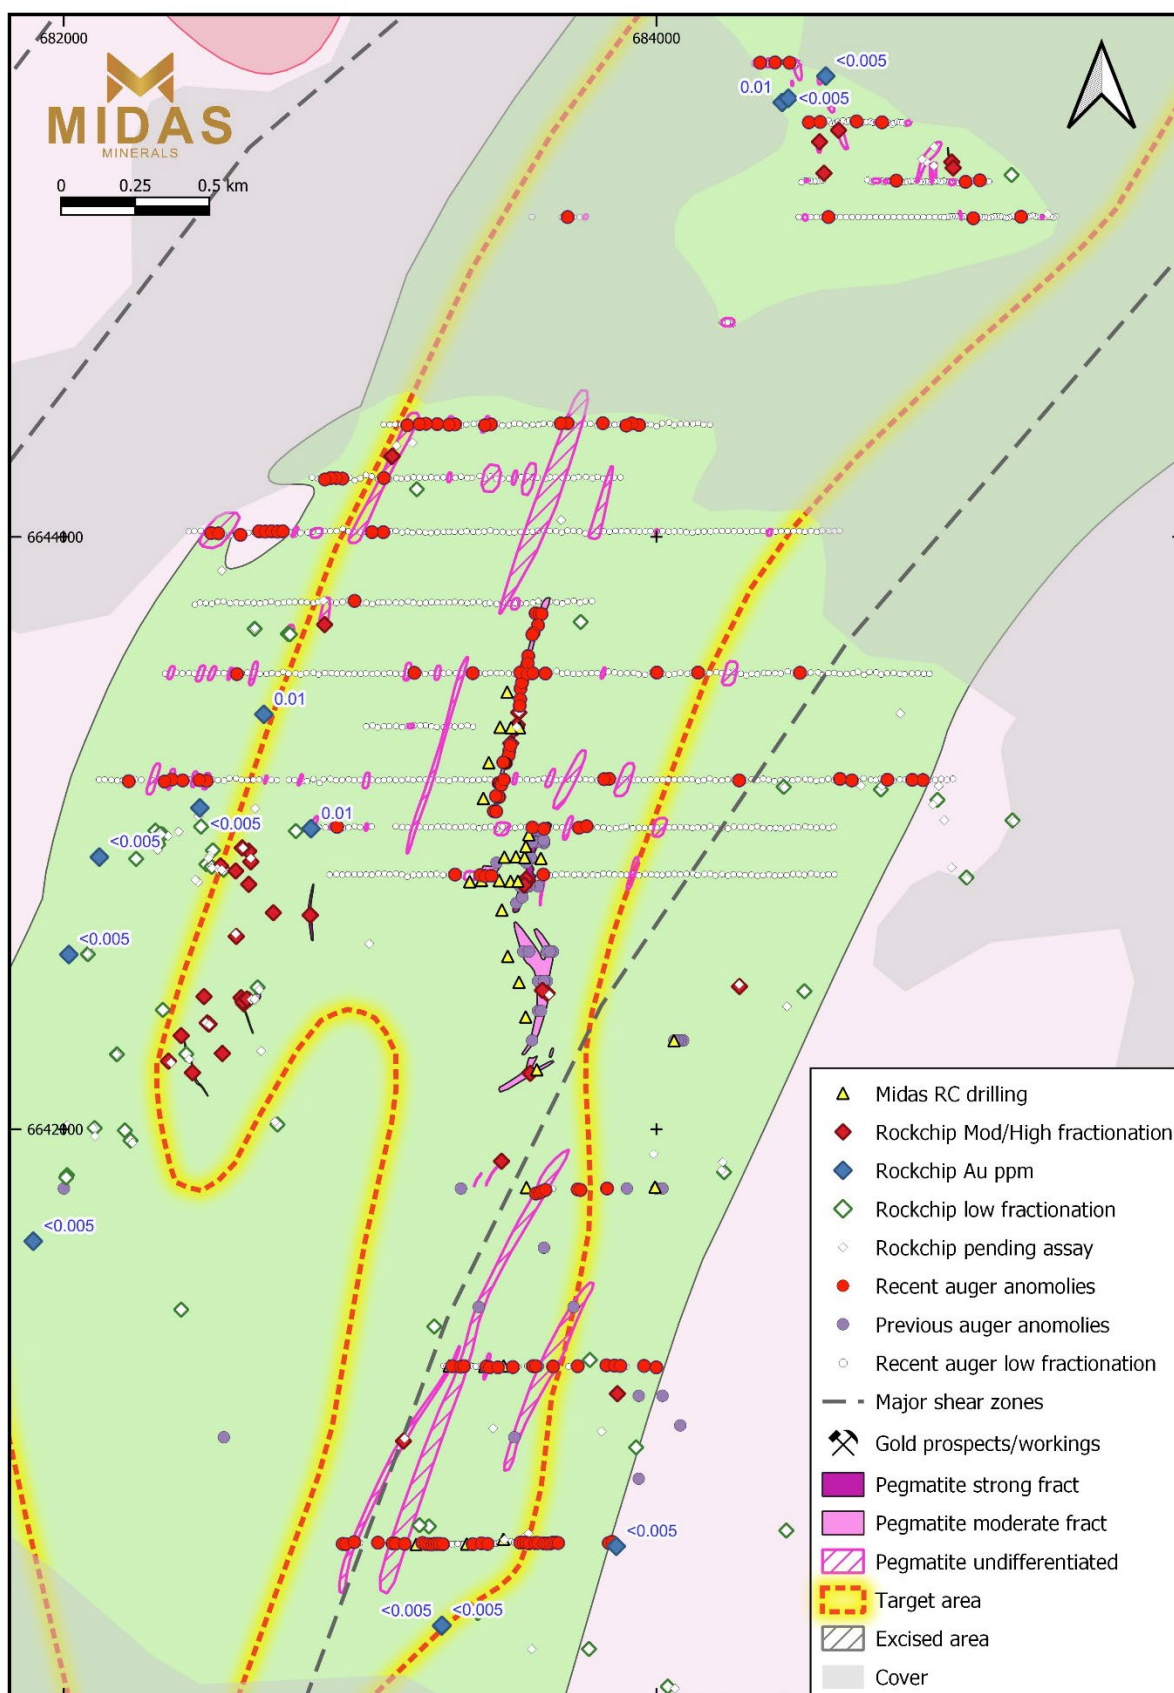 682000
684000
MIDAS
MINERALS
0 0.25 0.5 km
<0.005
0.01
<0.005
6644000
0.01
<0.005
0.01
<0.005
<0.005
6642000
<0.005
<0.005
<0.005 <0.005
Midas RC drilling
Rockchip Mod/High fractionation
Rockchip Au ppm
Rockchip low fractionation
Rockchip pending assay
Recent auger anomolies
Previous auger anomolies
Recent auger low fractionation
Major shear zones
Gold prospects/workings
Pegmatite strong fract
Pegmatite moderate fract
Pegmatite undifferentiated
Target area
Excised area
Cover